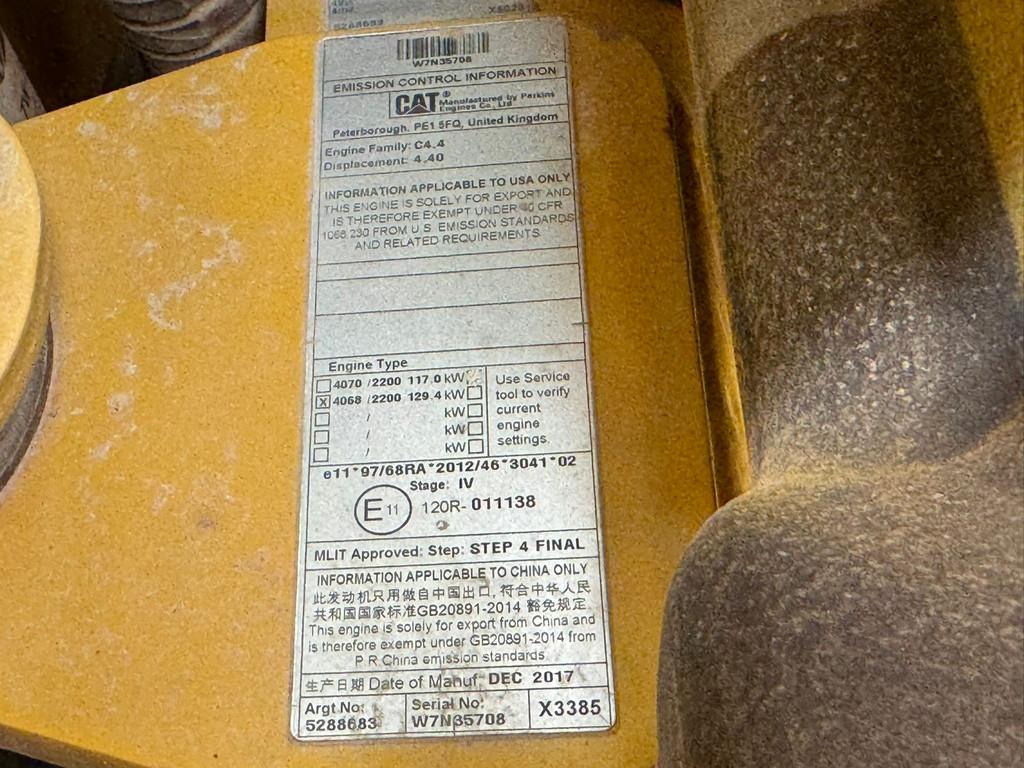 5288683
W7N35708
EMISSION CONTROL INFORMATION
CAT® Manufactured by Perkins
Engines Co., Ltd
Peterborough, PE1 5FQ, United Kingdom
Engine Family: C4.4
Displacement: 4.40
INFORMATION APPLICABLE TO USA ONLY
THIS ENGINE IS SOLELY FOR EXPORT AND
IS THEREFORE EXEMPT UNDER 40 CFR
1068.230 FROM U.S. EMISSION STANDARDS
AND RELATED REQUIREMENTS
Engine Type
4070 /2200 117.0 kW
X 4068 /2200 129.4 kW
/ kW
/ kW
/ kW
Use Service
tool to verify
current
engine
settings.
e11*97/68RA*2012/46*3041*02
Stage: IV
E 11 120R- 011138
MLIT Approved: Step: STEP 4 FINAL
INFORMATION APPLICABLE TO CHINA ONLY
此发动机只用做自中国出口, 符合中华人民
共和国国家标准GB20891-2014 豁免规定.
This engine is solely for export from China and
is therefore exempt under GB20891-2014 from
P.R.China emission standards.
生产日期 Date of Manuf: DEC 2017
Argt No:
5288683
Serial No:
W7N35708
X3385